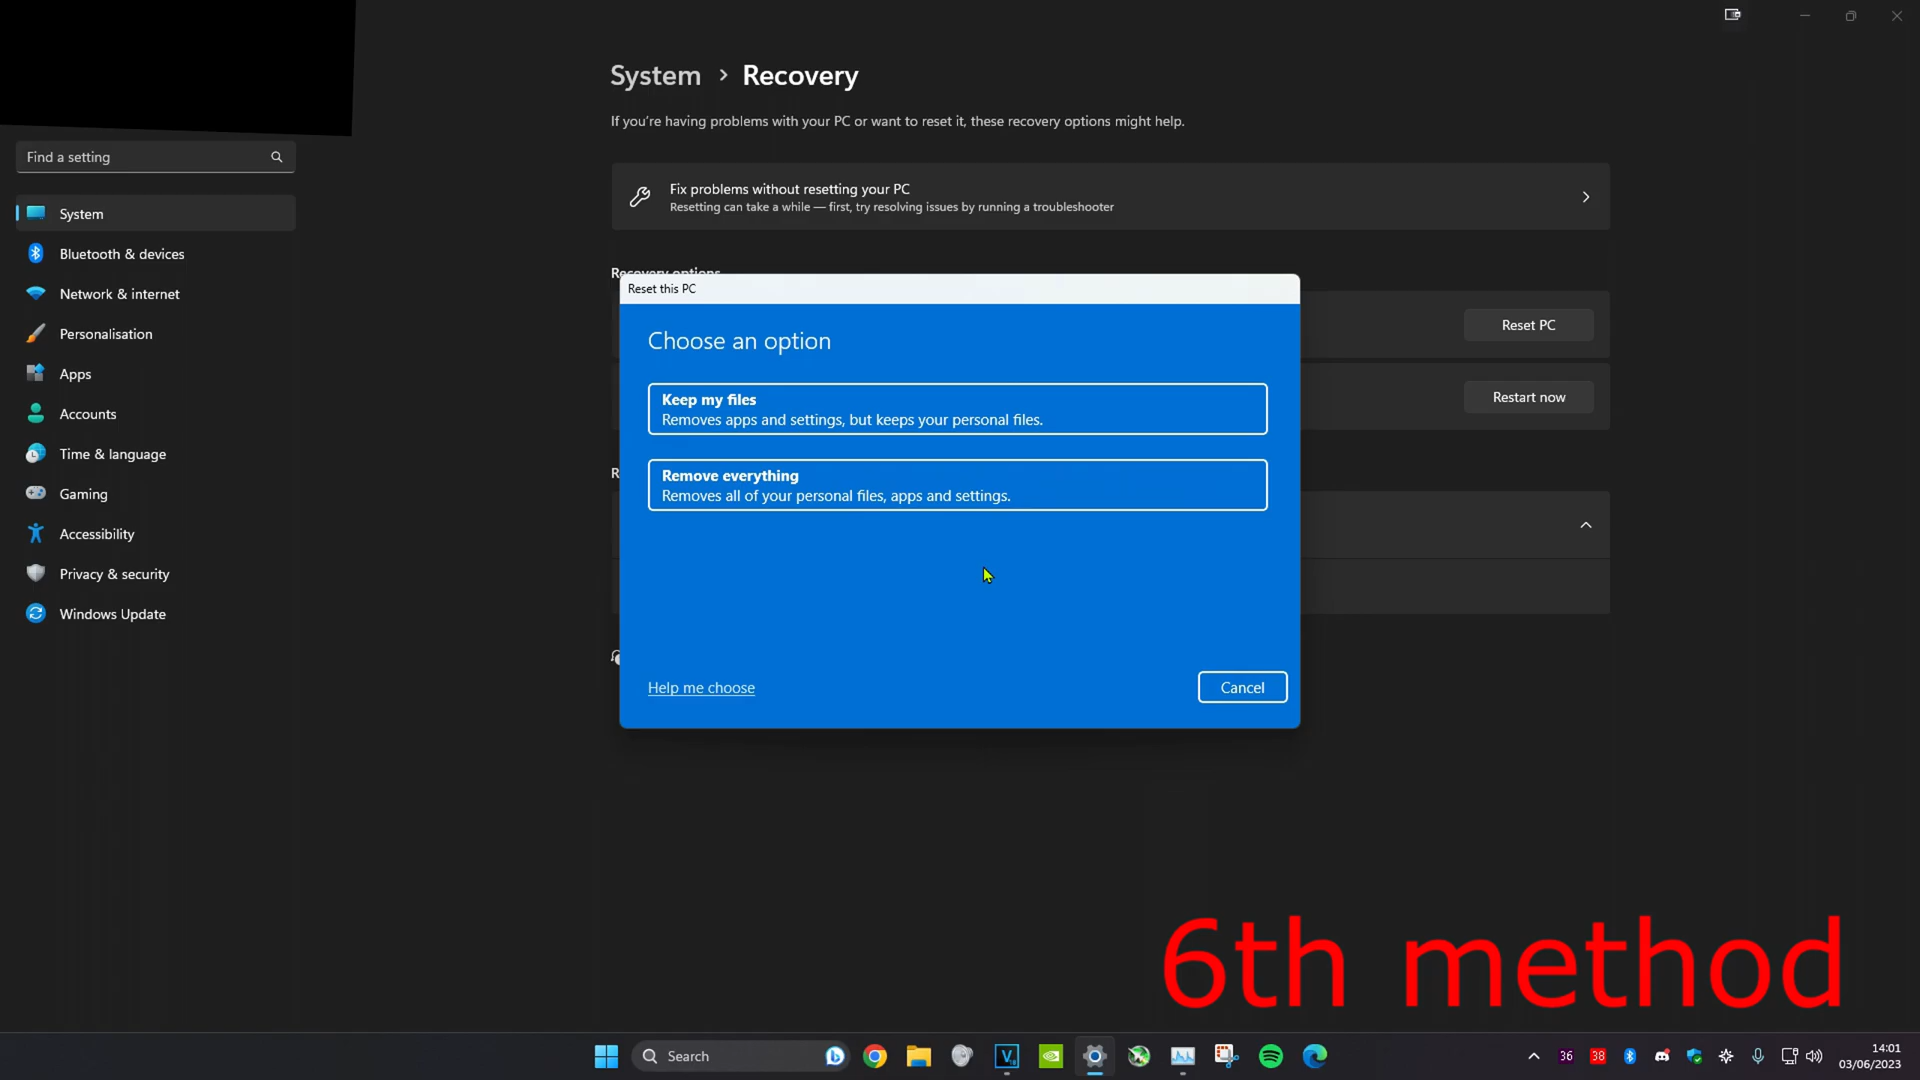 System > Recovery
If you're having problems with your PC or want to reset it, these recovery options might help.
Find a setting
Fix problems without resetting your PC
Resetting can take a while — first, try resolving issues by running a troubleshooter
System
Bluetooth & devices
Network & internet
Personalisation
Apps
Accounts
Time & language
Gaming
Accessibility
Privacy & security
Windows Update
Recovery options
Reset this PC
Choose an option
Keep my files
Removes apps and settings, but keeps your personal files.
Remove everything
Removes all of your personal files, apps and settings.
Help me choose
Cancel
Reset PC
Restart now
R
6th method
Search
36
38
14:01
03/06/2023